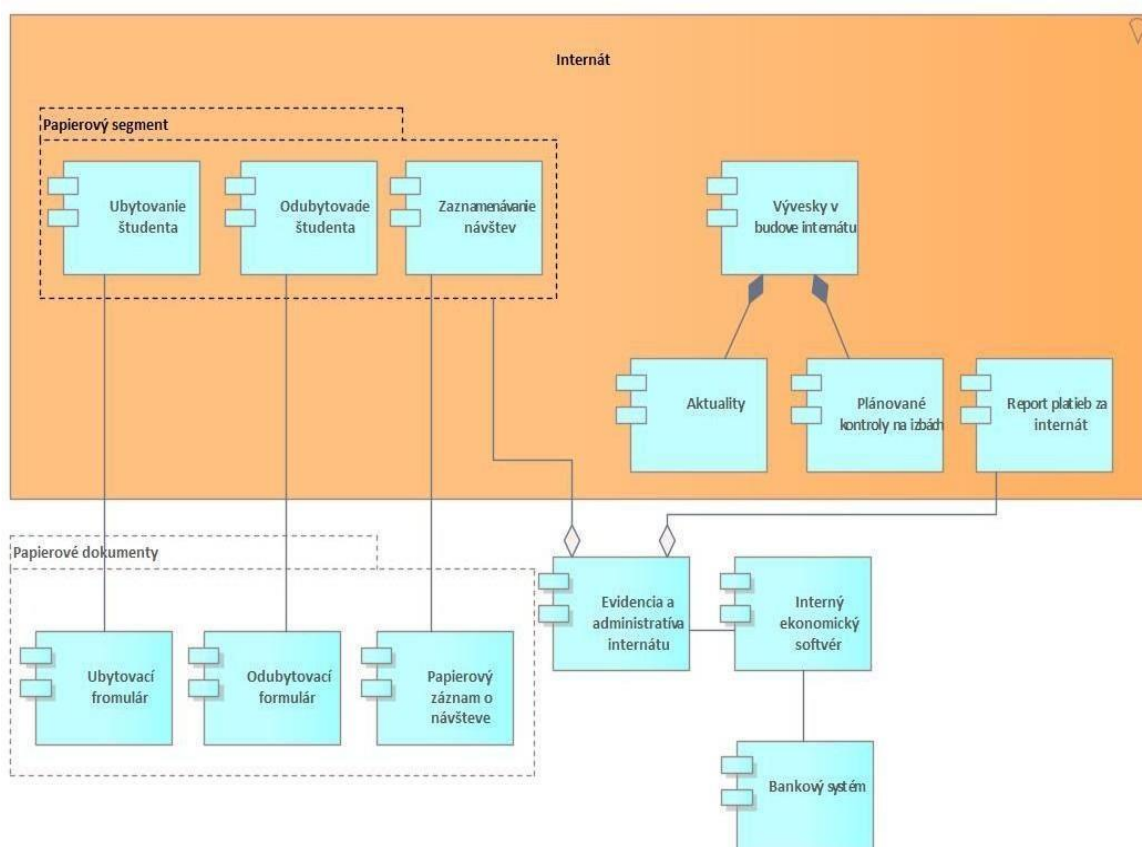 Internát
Papierový segment
Ubytovanie
študenta
Odubytovacie
študenta
Zaznamenávanie
návštev
Vývesky v
budove internátu
Aktuality
Plánované
kontroly na izbách
Report platieb za
internát
Papierové dokumenty
Ubytovací
fromulár
Odubytovací
formulár
Papierový
záznam o
návšteve
Evidencia a
administratíva
internátu
Interný
ekonomický
softvér
Bankový systém